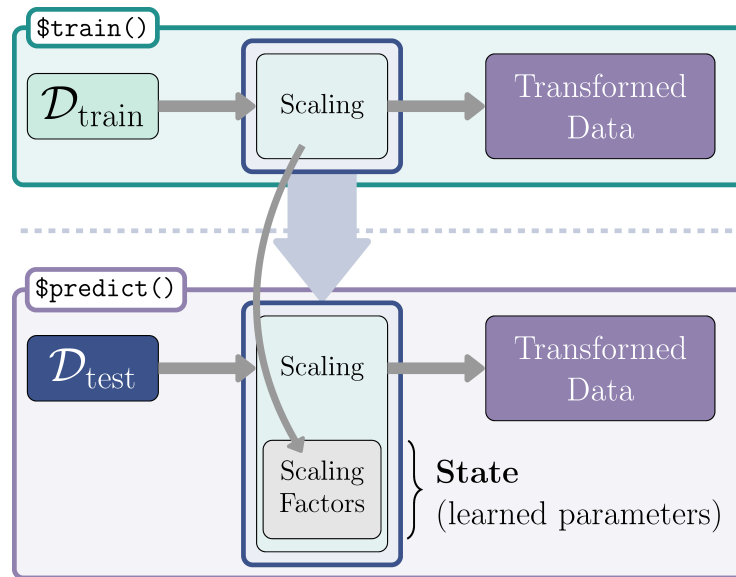 $train()
𝒟train
Scaling
Transformed
Data
$predict()
𝒟test
Scaling
Transformed
Data
Scaling
Factors
State
(learned parameters)